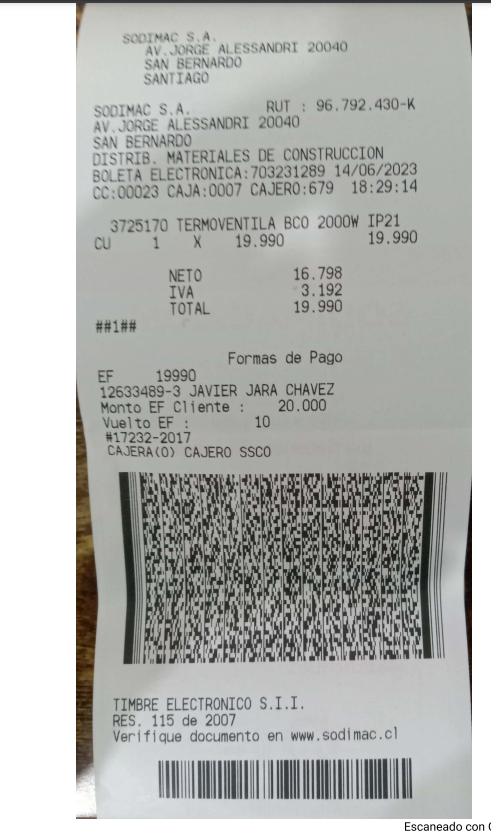 SODIMAC S.A.
AV.JORGE ALESSANDRI 20040
SAN BERNARDO
SANTIAGO
SODIMAC S.A. RUT : 96.792.430-K
AV.JORGE ALESSANDRI 20040
SAN BERNARDO
DISTRIB. MATERIALES DE CONSTRUCCION
BOLETA ELECTRONICA:703231289 14/06/2023
CC:00023 CAJA:0007 CAJERO:679 18:29:14
3725170 TERMOVENTILA BCO 2000W IP21
CU 1 X 19.990 19.990
NETO 16.798
IVA 3.192
TOTAL 19.990
##1##
Formas de Pago
EF 19990
12633489-3 JAVIER JARA CHAVEZ
Monto EF Cliente : 20.000
Vuelto EF : 10
#17232-2017
CAJERA(O) CAJERO SSCO
TIMBRE ELECTRONICO S.I.I.
RES. 115 de 2007
Verifique documento en www.sodimac.cl
Escaneado con